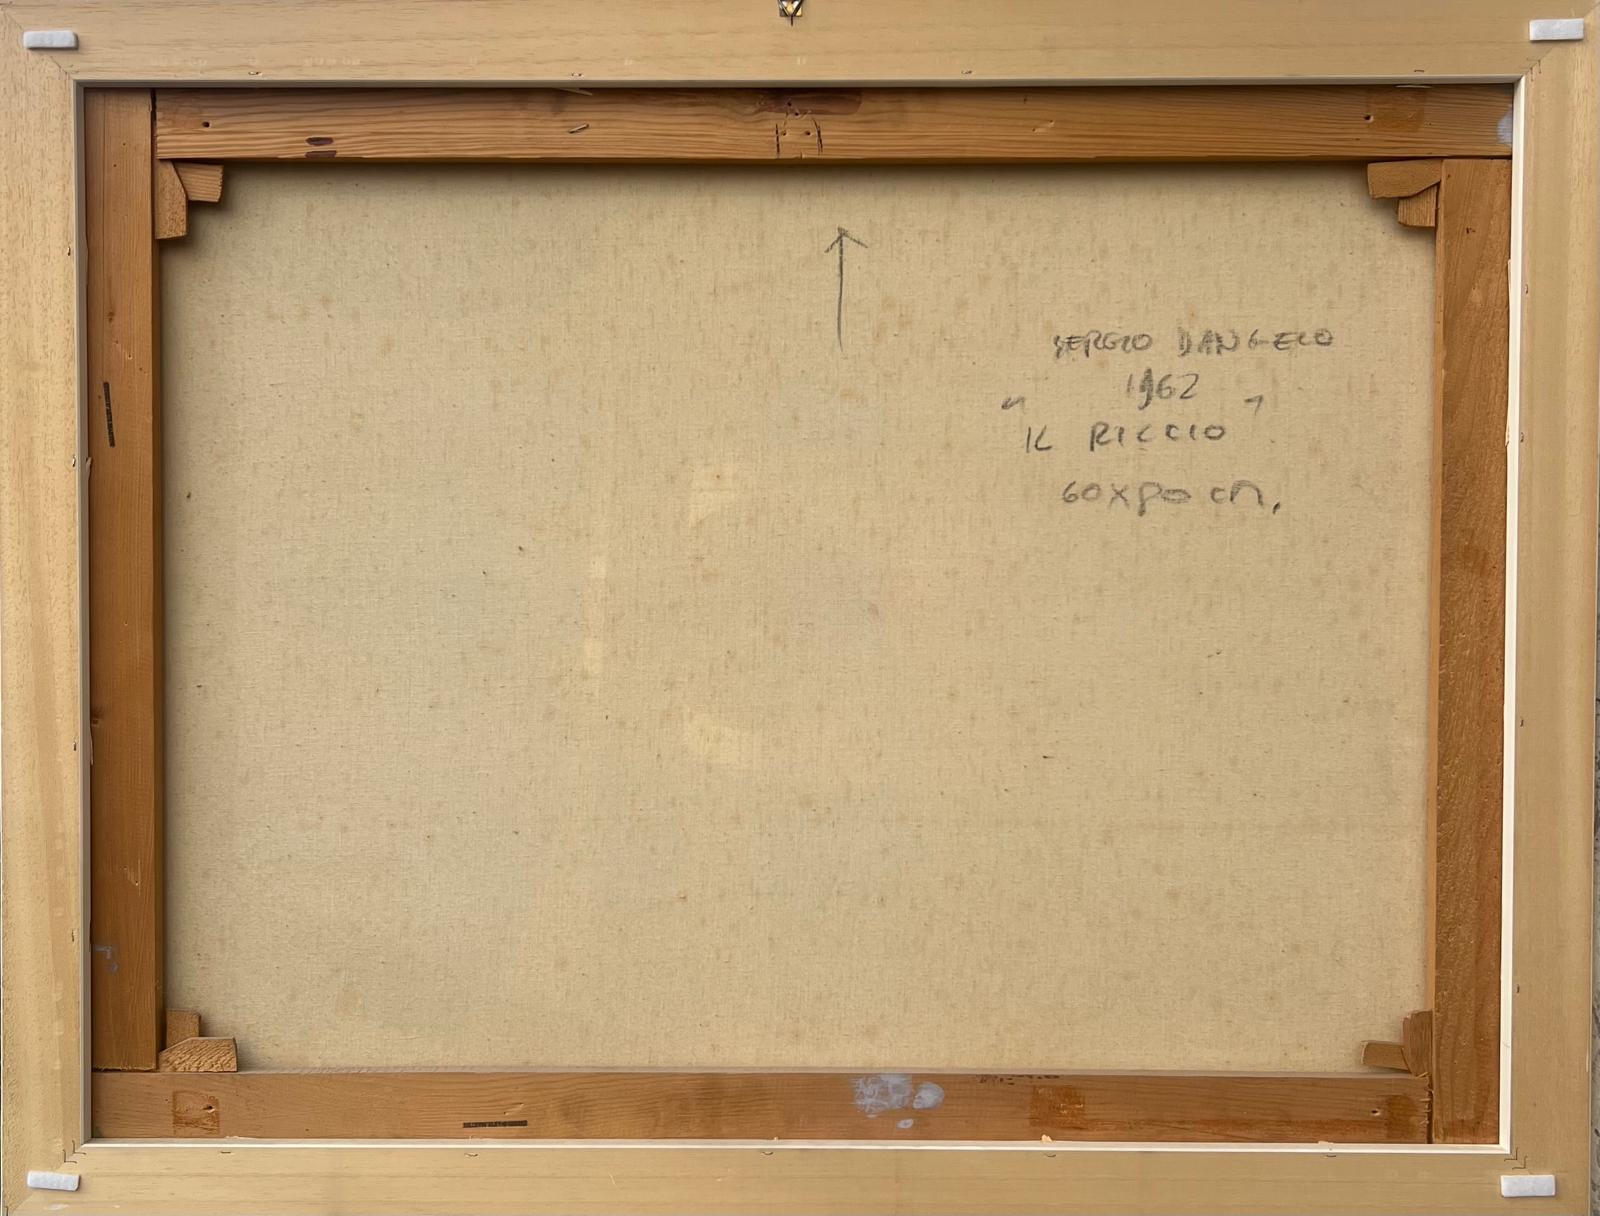 SERGIO DANGELO
1962
" "
IL RICCIO
60x80 cm.